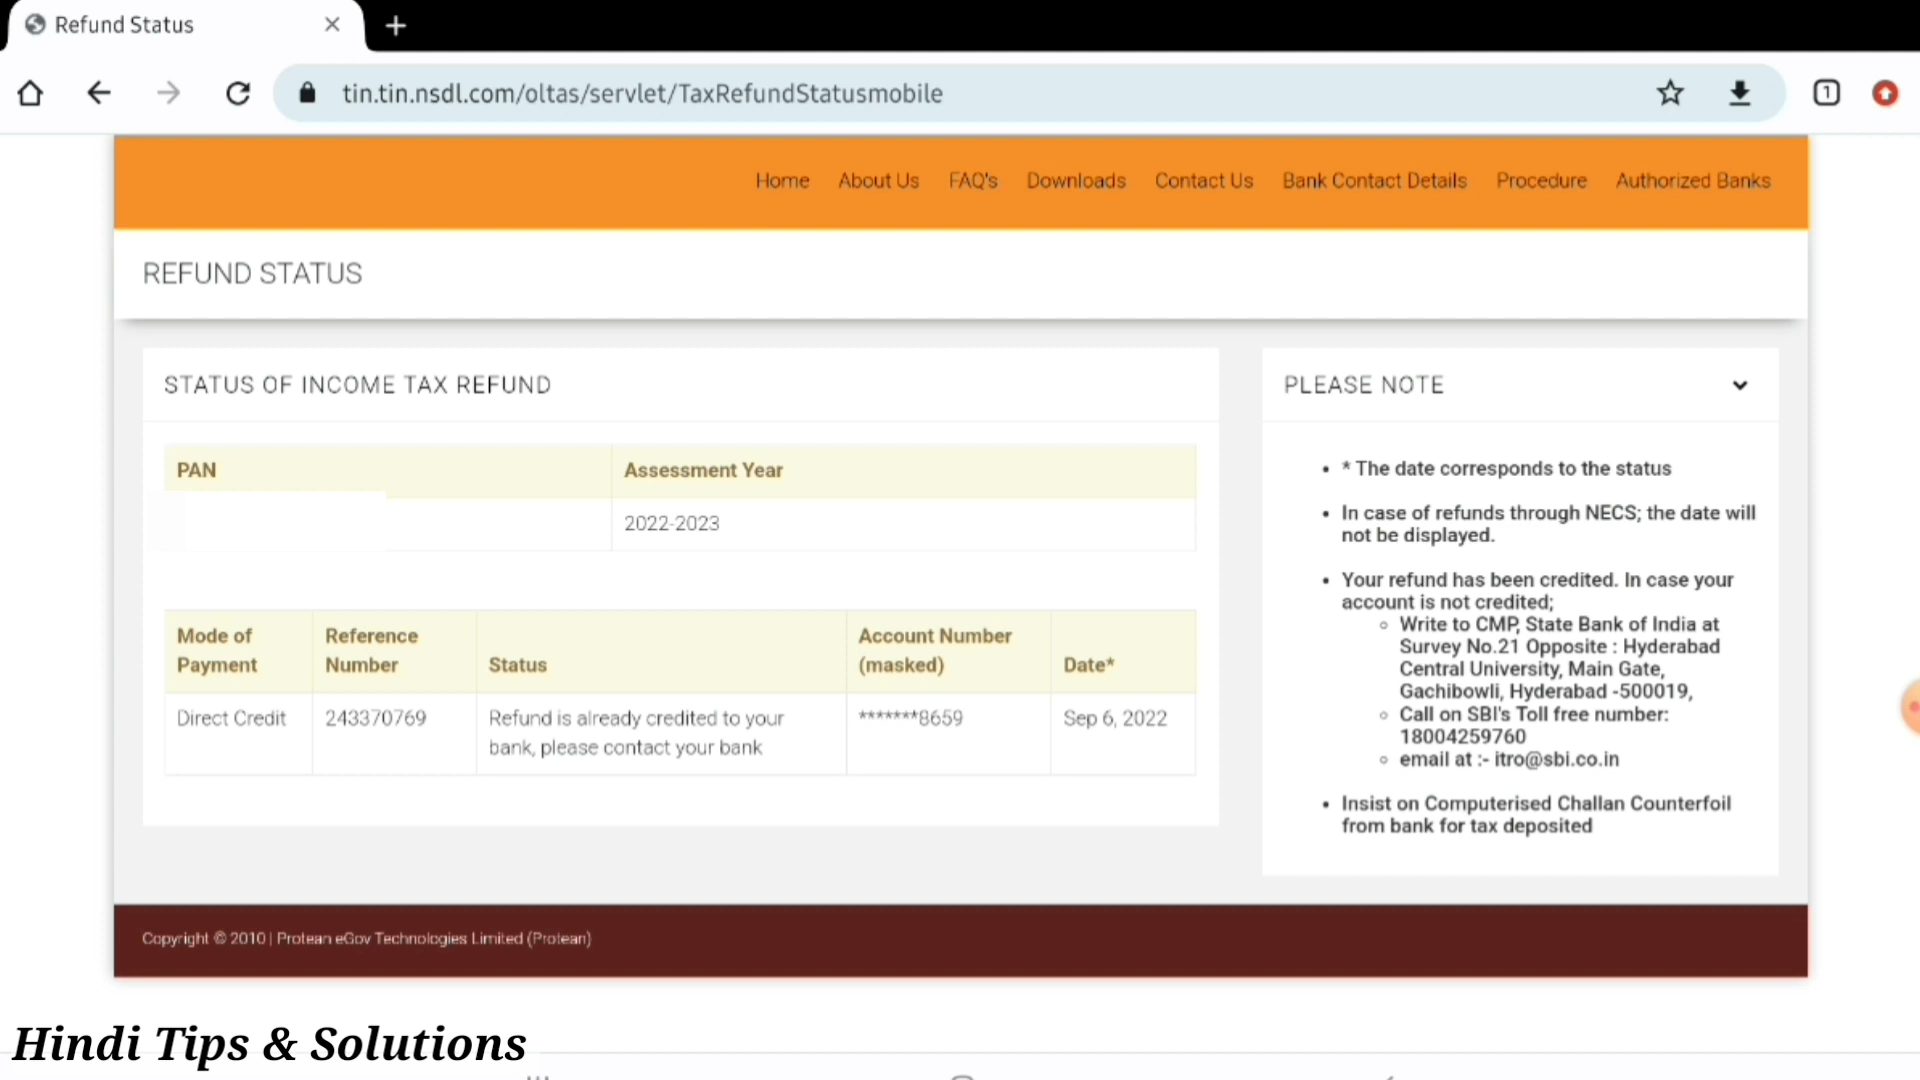 Refund Status
tin.tin.nsdl.com/oltas/servlet/TaxRefundStatusmobile
1
Home About Us FAQ's Downloads Contact Us Bank Contact Details Procedure Authorized Banks
REFUND STATUS
STATUS OF INCOME TAX REFUND
PAN Assessment Year
2022-2023
Mode of Payment Reference Number Status Account Number (masked) Date*
Direct Credit 243370769 Refund is already credited to your
bank, please contact your bank *******8659 Sep 6, 2022
PLEASE NOTE
• * The date corresponds to the status
• In case of refunds through NECS; the date will
not be displayed.
• Your refund has been credited. In case your
account is not credited;
◦ Write to CMP, State Bank of India at
Survey No.21 Opposite : Hyderabad
Central University, Main Gate,
Gachibowli, Hyderabad -500019,
◦ Call on SBI's Toll free number:
18004259760
◦ email at :- itro@sbi.co.in
• Insist on Computerised Challan Counterfoil
from bank for tax deposited
Copyright © 2010 | Protean eGov Technologies Limited (Protean)
Hindi Tips & Solutions